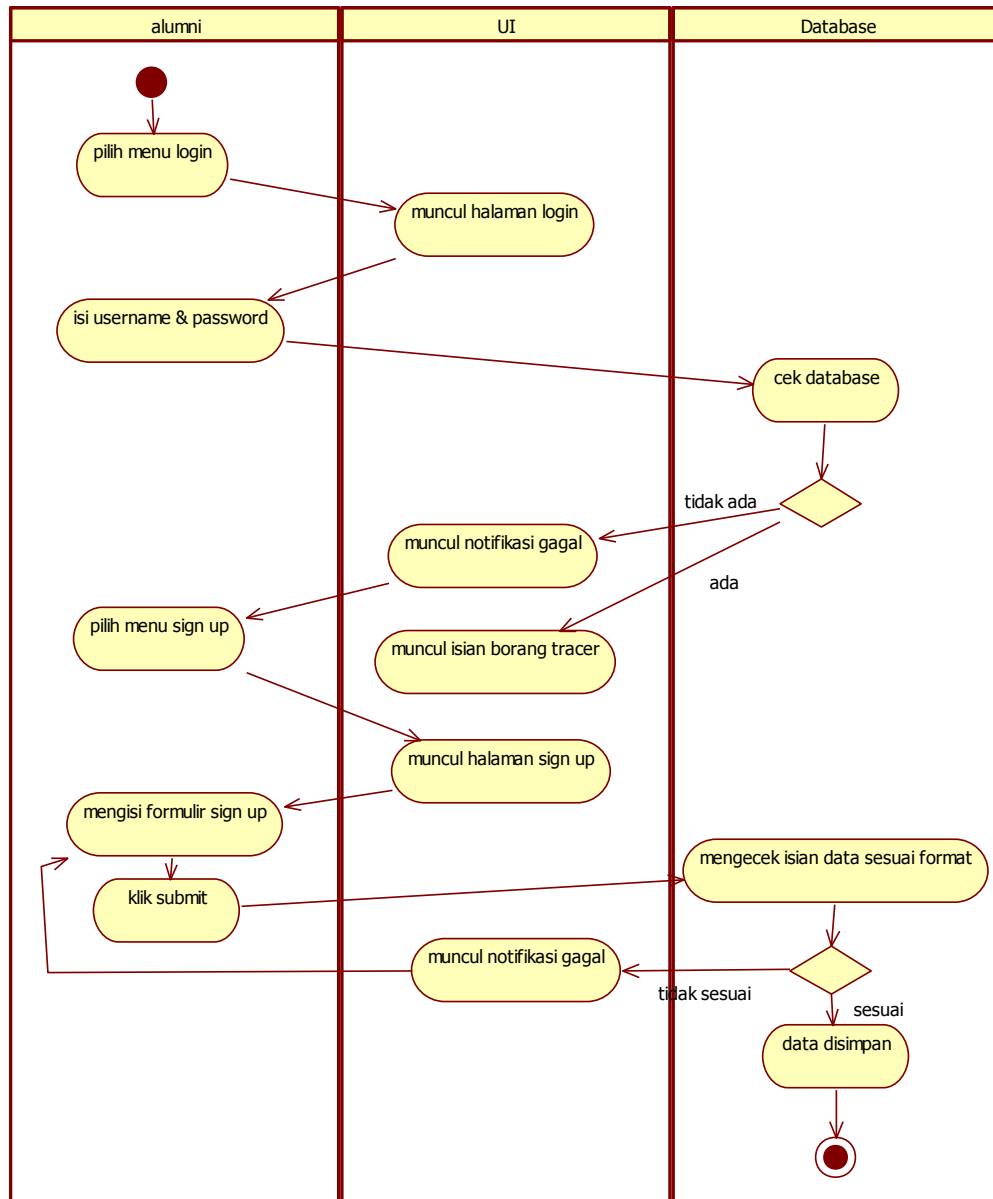 alumni
UI
Database
pilih menu login
muncul halaman login
isi username & password
cek database
tidak ada
muncul notifikasi gagal
ada
pilih menu sign up
muncul isian borang tracer
muncul halaman sign up
mengisi formulir sign up
mengecek isian data sesuai format
klik submit
muncul notifikasi gagal
tidak sesuai
sesuai
data disimpan